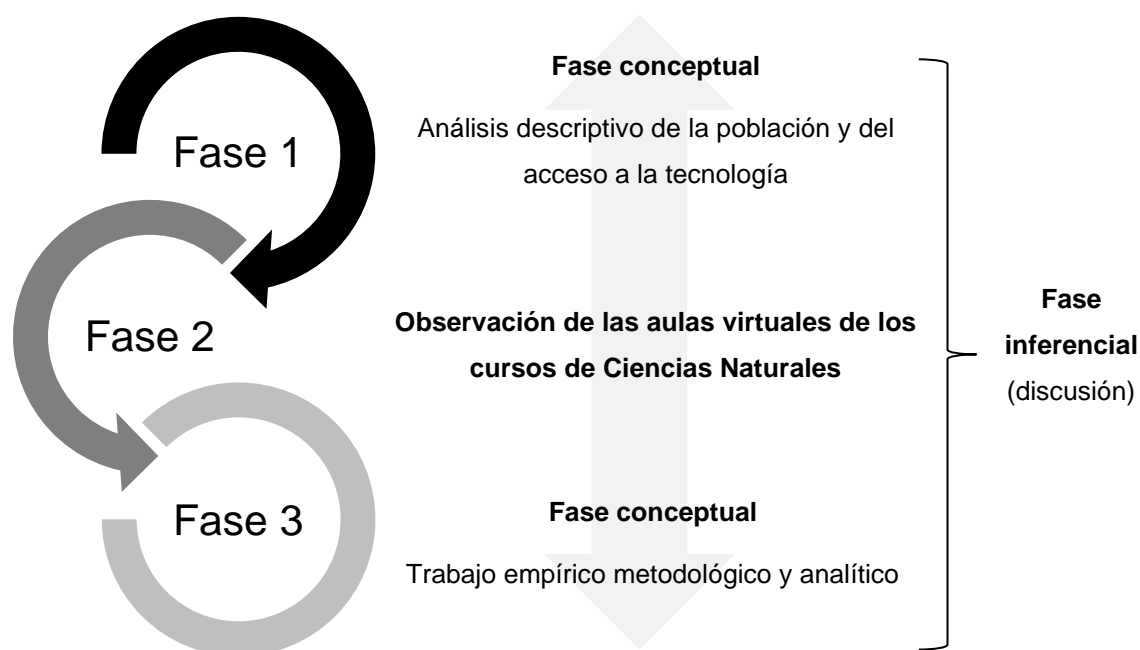 Fase 1
Fase conceptual
Análisis descriptivo de la población y del
acceso a la tecnología
Fase 2
Observación de las aulas virtuales de los
cursos de Ciencias Naturales
Fase 3
Fase conceptual
Trabajo empírico metodológico y analítico
Fase
inferencial
(discusión)